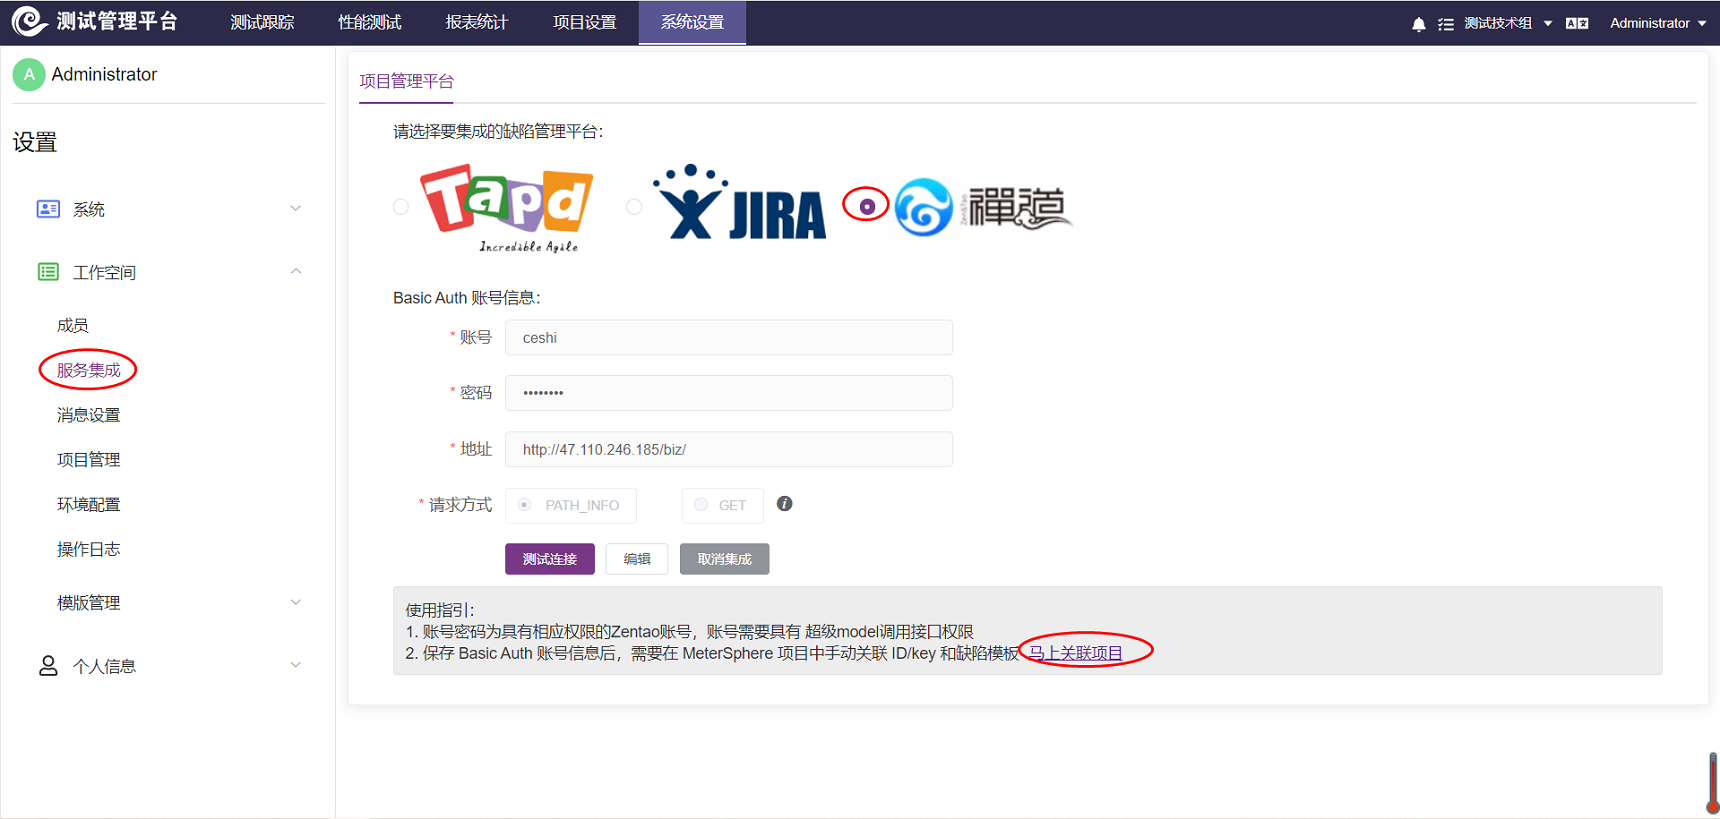 测试管理平台 测试跟踪 性能测试 报表统计 项目设置 系统设置 测试技术组 Administrator
A Administrator
设置
系统
工作空间
成员
服务集成
消息设置
项目管理
环境配置
操作日志
模版管理
个人信息
项目管理平台
请选择要集成的缺陷管理平台：
Tapd
Incredible Agile
JIRA
Zen&Tao 禅道
Basic Auth 账号信息：
* 账号 ceshi
* 密码 ••••••••
* 地址 http://47.110.246.185/biz/
* 请求方式 PATH_INFO GET
测试连接 编辑 取消集成
使用指引：
1. 账号密码为具有相应权限的Zentao账号，账号需要具有 超级model调用接口权限
2. 保存 Basic Auth 账号信息后，需要在 MeterSphere 项目中手动关联 ID/key 和缺陷模板 马上关联项目